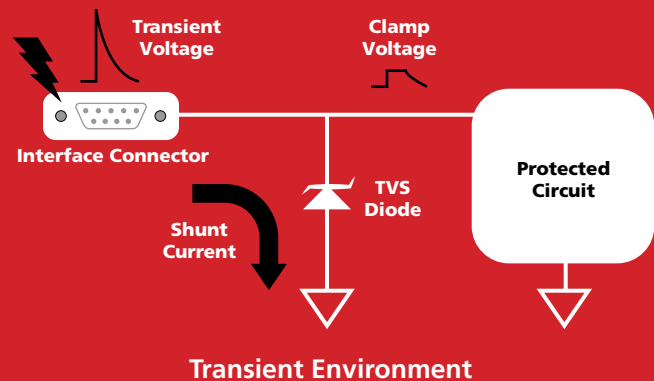 Transient
Voltage
Clamp
Voltage
Interface Connector
TVS
Diode
Protected
Circuit
Shunt
Current
Transient Environment